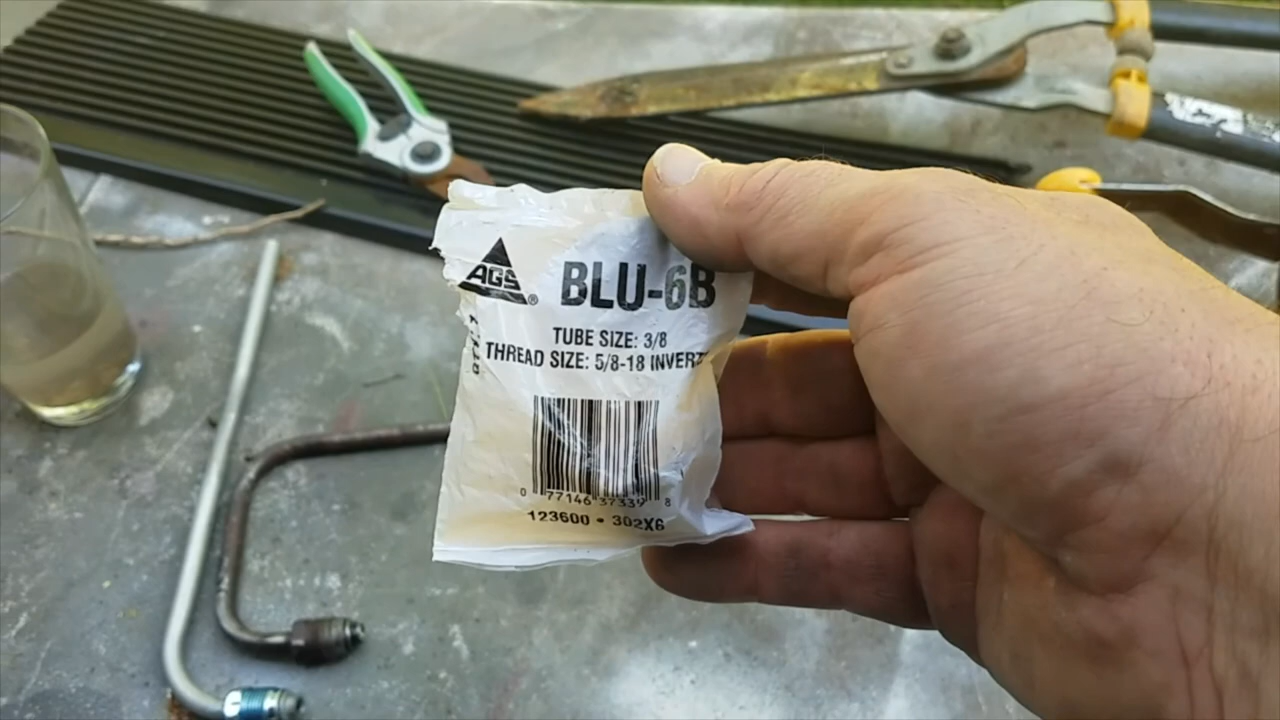 AGS®
BLU-6B
TUBE SIZE: 3/8
THREAD SIZE: 5/8-18 INVERT
0 77146 37339 8
123600 • 302X6